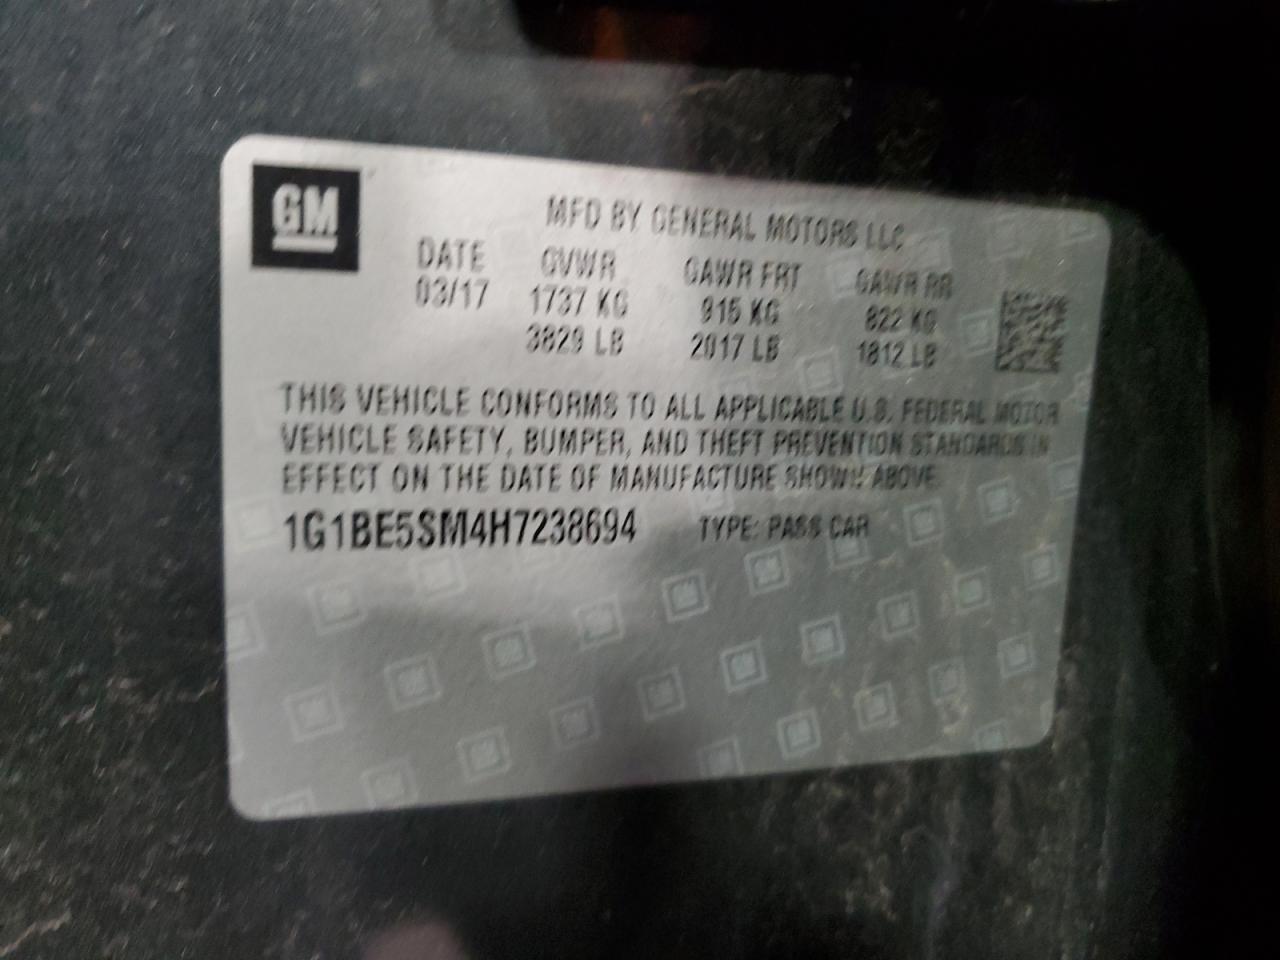 GM
MFD BY GENERAL MOTORS LLC
DATE GVWR GAWR FRT GAWR RR
03/17 1737 KG 915 KG 822 KG
3829 LB 2017 LB 1812 LB
THIS VEHICLE CONFORMS TO ALL APPLICABLE U.S. FEDERAL MOTOR
VEHICLE SAFETY, BUMPER, AND THEFT PREVENTION STANDARDS IN
EFFECT ON THE DATE OF MANUFACTURE SHOWN ABOVE.
1G1BE5SM4H7238694 TYPE: PASS CAR